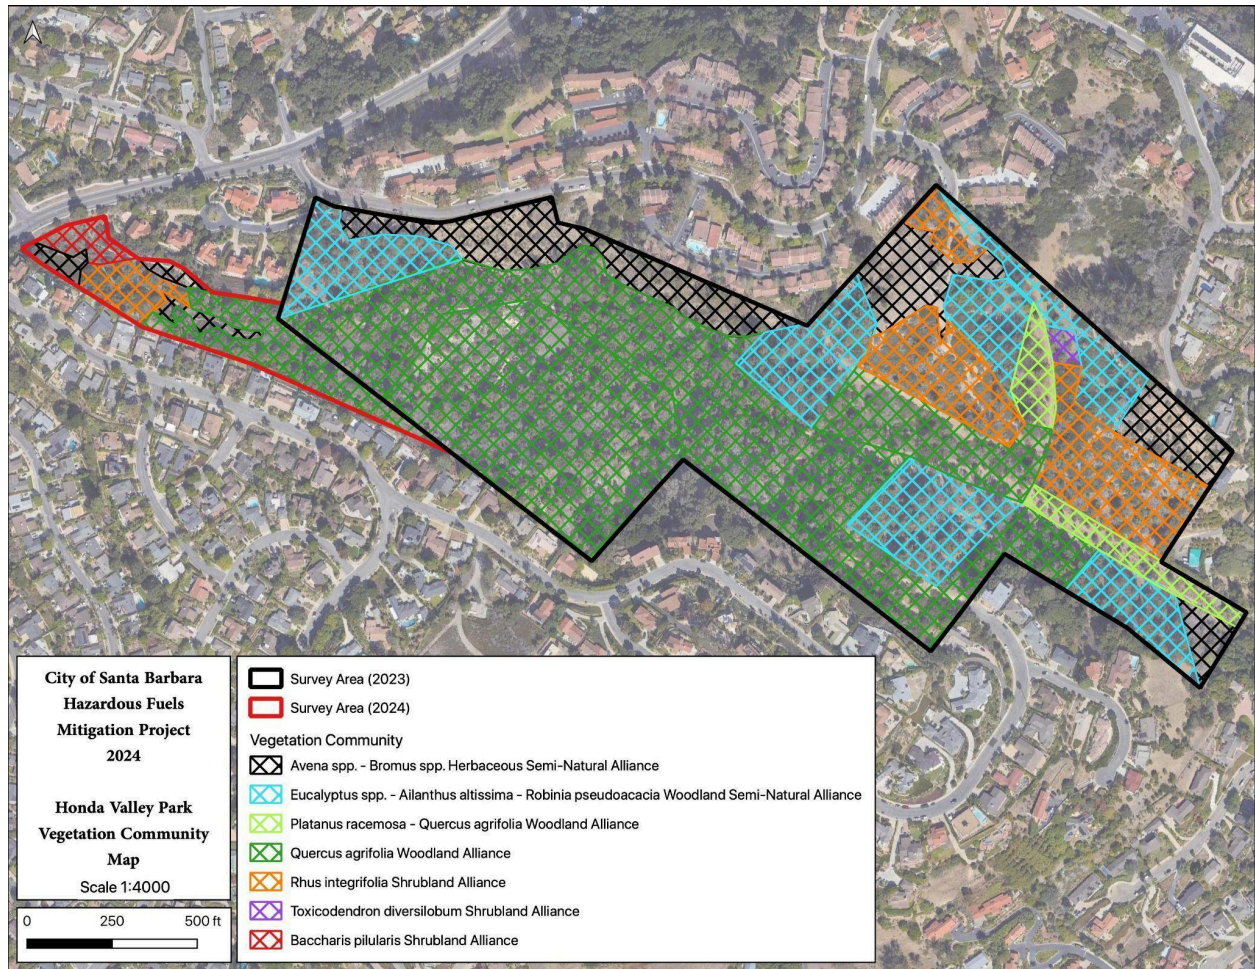 City of Santa Barbara
Hazardous Fuels
Mitigation Project
2024
Honda Valley Park
Vegetation Community
Map
Scale 1:4000
0 250 500 ft
Survey Area (2023)
Survey Area (2024)
Vegetation Community
Avena spp. - Bromus spp. Herbaceous Semi-Natural Alliance
Eucalyptus spp. - Ailanthus altissima - Robinia pseudoacacia Woodland Semi-Natural Alliance
Platanus racemosa - Quercus agrifolia Woodland Alliance
Quercus agrifolia Woodland Alliance
Rhus integrifolia Shrubland Alliance
Toxicodendron diversilobum Shrubland Alliance
Baccharis pilularis Shrubland Alliance